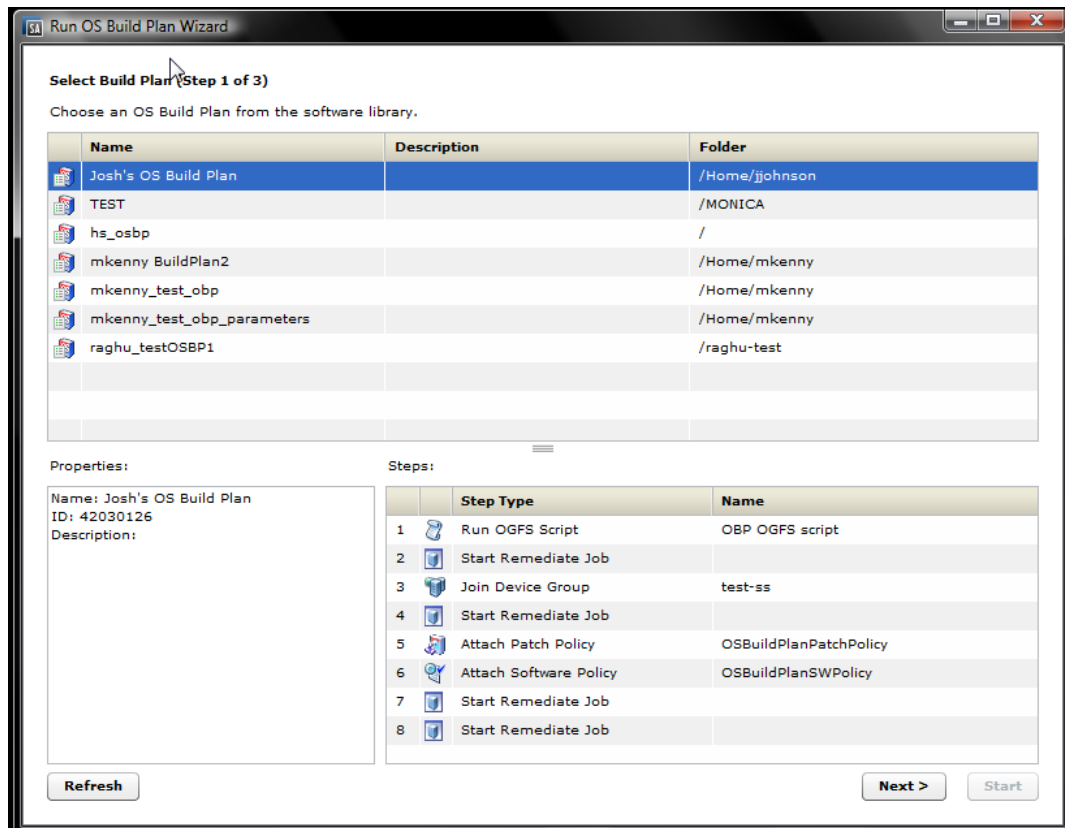 SA Run OS Build Plan Wizard
Select Build Plan (Step 1 of 3)
Choose an OS Build Plan from the software library.
Name Description Folder
Josh's OS Build Plan /Home/jjohnson
TEST /MONICA
hs_osbp /
mkenny BuildPlan2 /Home/mkenny
mkenny_test_obp /Home/mkenny
mkenny_test_obp_parameters /Home/mkenny
raghu_testOSBP1 /raghu-test
Properties: Steps:
Name: Josh's OS Build Plan
ID: 42030126
Description:
Step Type Name
1 Run OGFS Script OBP OGFS script
2 Start Remediate Job
3 Join Device Group test-ss
4 Start Remediate Job
5 Attach Patch Policy OSBuildPlanPatchPolicy
6 Attach Software Policy OSBuildPlanSWPolicy
7 Start Remediate Job
8 Start Remediate Job
Refresh Next > Start